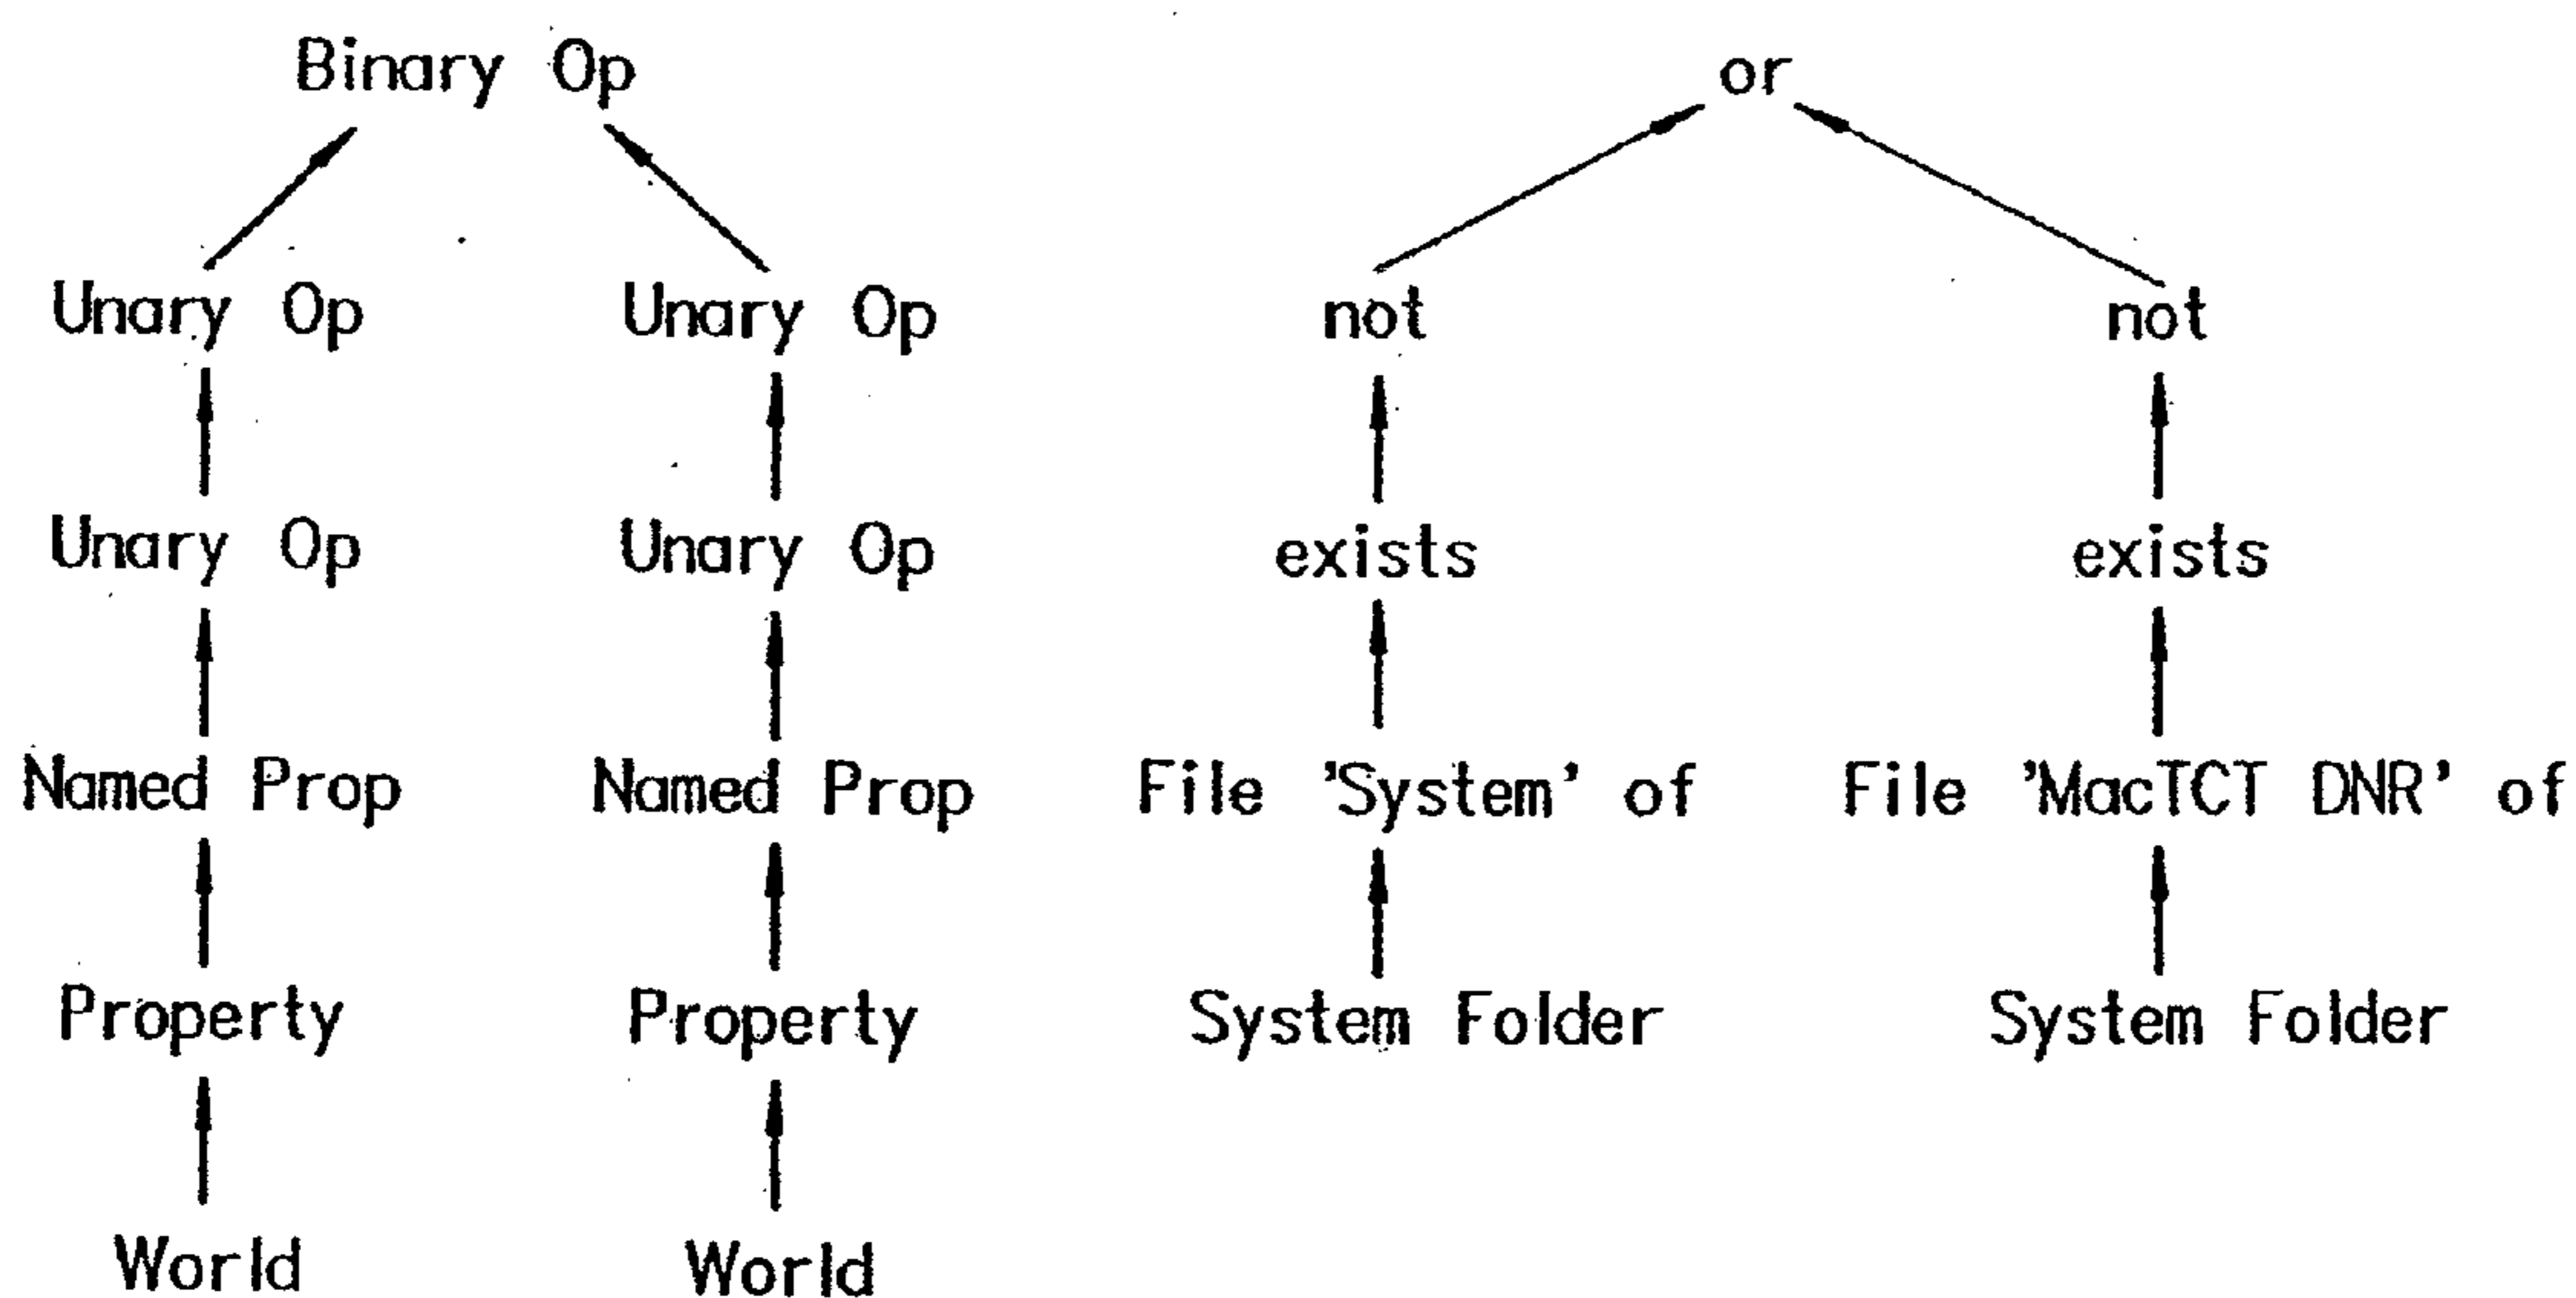 Binary Op or
Unary Op Unary Op not not
Unary Op Unary Op exists exists
Named Prop Named Prop File 'System' of File 'MacTCT DNR' of
Property Property System Folder System Folder
World World